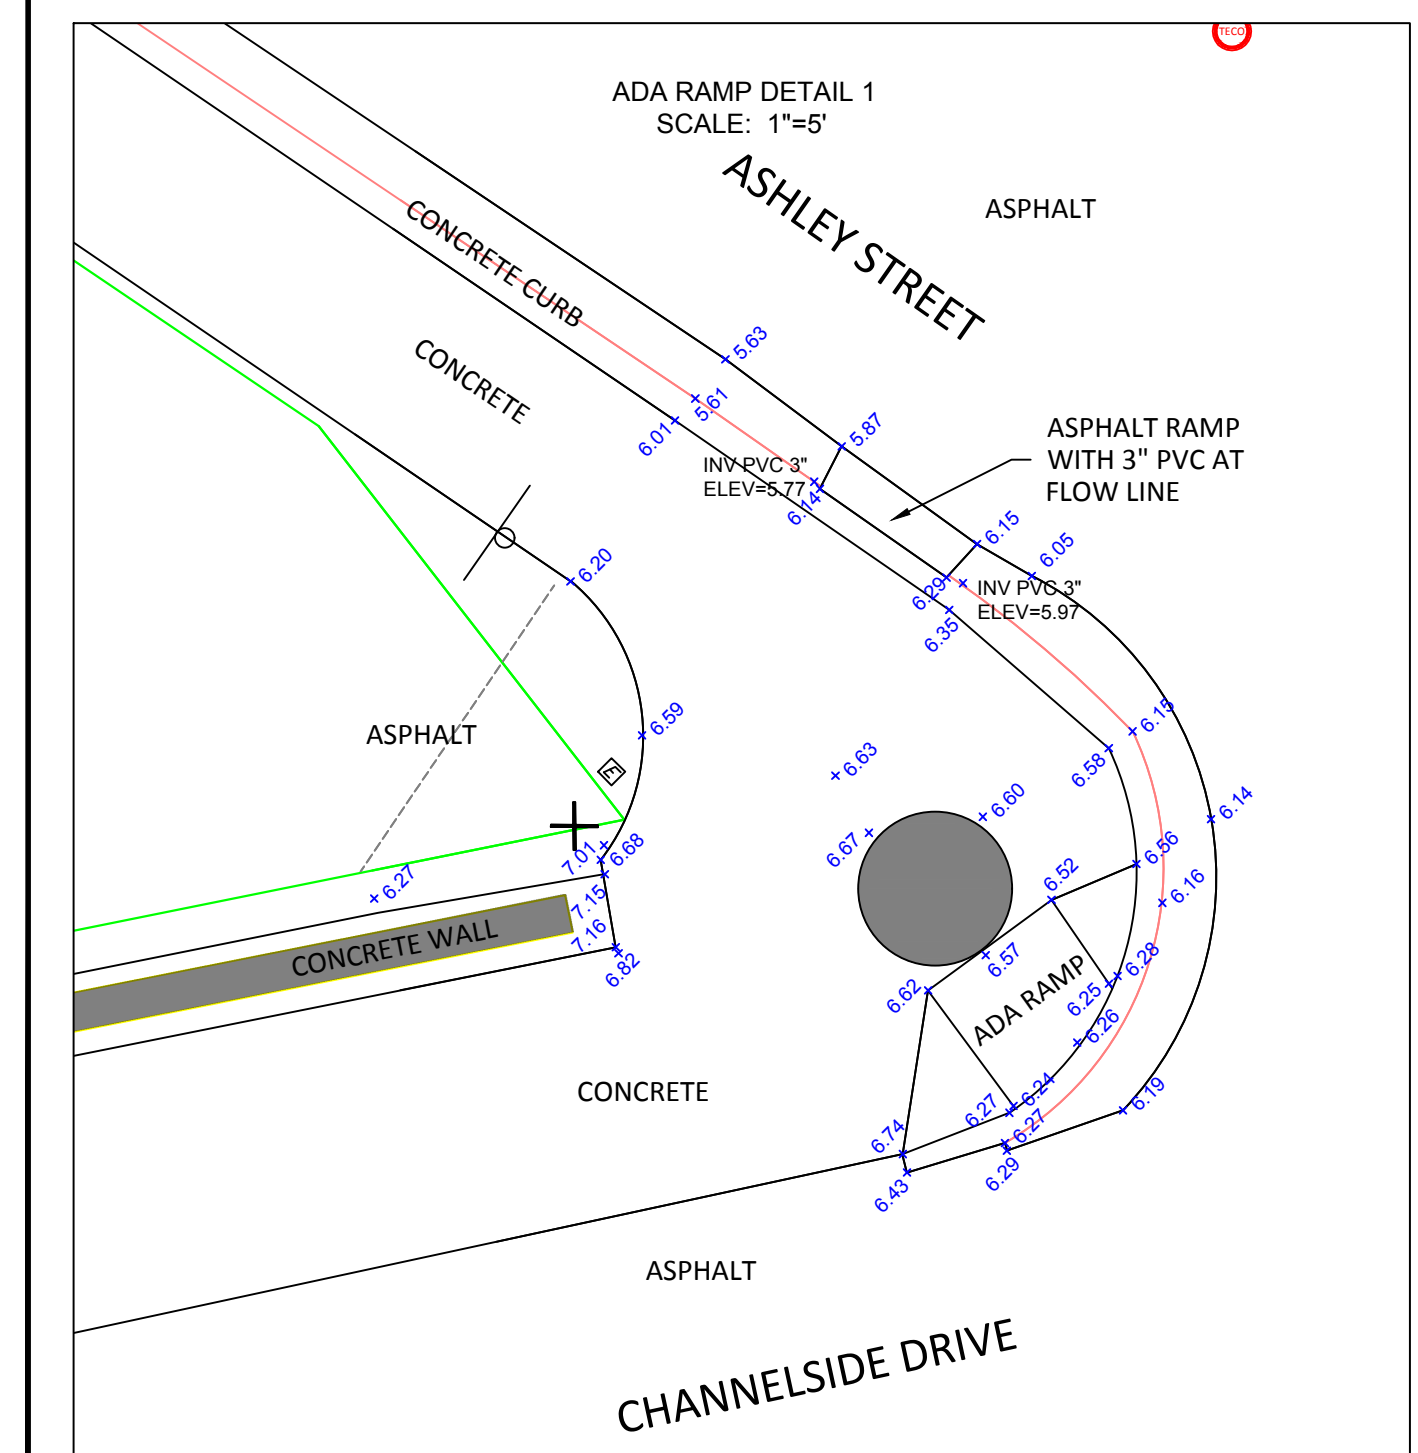 TECO
ADA RAMP DETAIL 1
SCALE: 1"=5'
ASHLEY STREET
ASPHALT
CONCRETE CURB
CONCRETE
5.63
5.61
6.01
5.87
INV PVC 3"
ELEV=5.77
6.14
ASPHALT RAMP
WITH 3" PVC AT
FLOW LINE
6.15
6.05
6.29
INV PVC 3"
ELEV=5.97
6.35
6.20
6.59
ASPHALT
E
6.15
6.58
6.63
6.60
6.67
6.14
7.01
6.68
6.27
7.15
7.16
6.82
CONCRETE WALL
6.56
6.52
6.16
6.57
6.62
ADA RAMP
6.28
6.25
6.26
CONCRETE
6.24
6.27
6.19
6.74
6.27
6.29
6.43
ASPHALT
CHANNELSIDE DRIVE